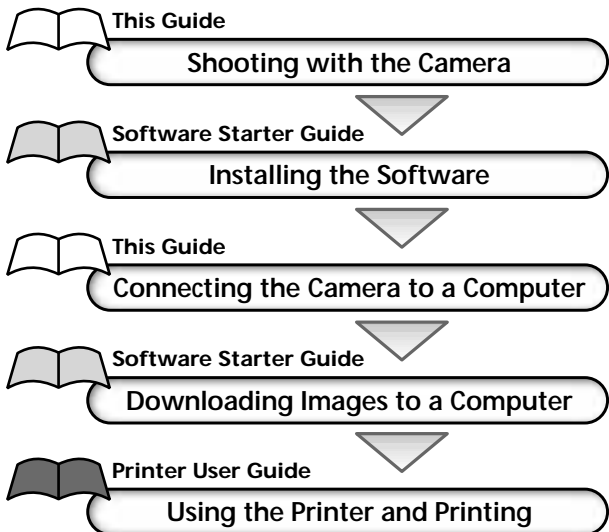 This Guide
Shooting with the Camera
Software Starter Guide
Installing the Software
This Guide
Connecting the Camera to a Computer
Software Starter Guide
Downloading Images to a Computer
Printer User Guide
Using the Printer and Printing